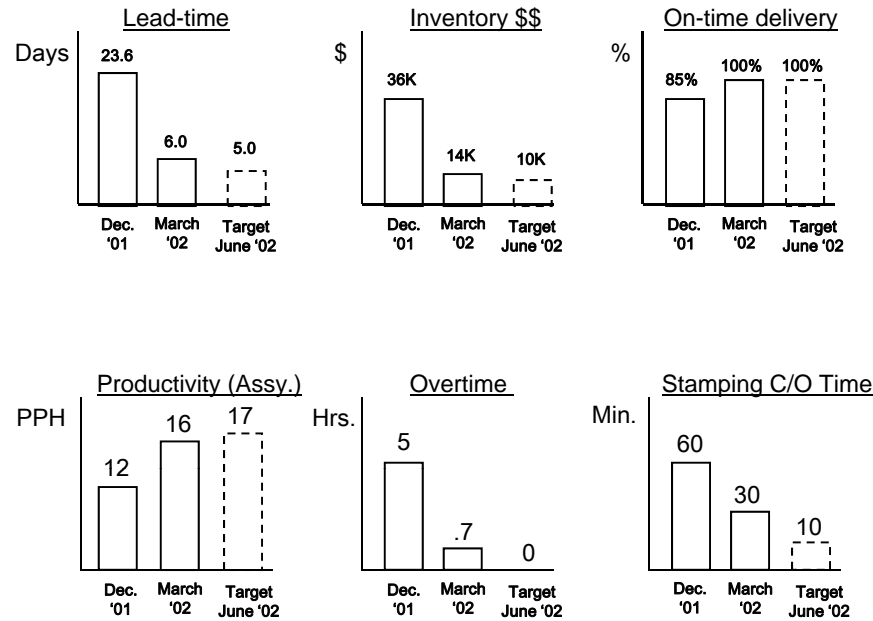 Lead-time
Days
23.6
6.0
5.0
Dec. March Target
‘01 ‘02 June ‘02
Inventory $$
$
36K
14K
10K
Dec. March Target
‘01 ‘02 June ‘02
On-time delivery
%
85% 100% 100%
Dec. March Target
‘01 ‘02 June ‘02
Productivity (Assy.)
PPH
12
16
17
Dec. March Target
‘01 ‘02 June ‘02
Overtime
Hrs.
5
.7
0
Dec. March Target
‘01 ‘02 June ‘02
Stamping C/O Time
Min.
60
30
10
Dec. March Target
‘01 ‘02 June ‘02